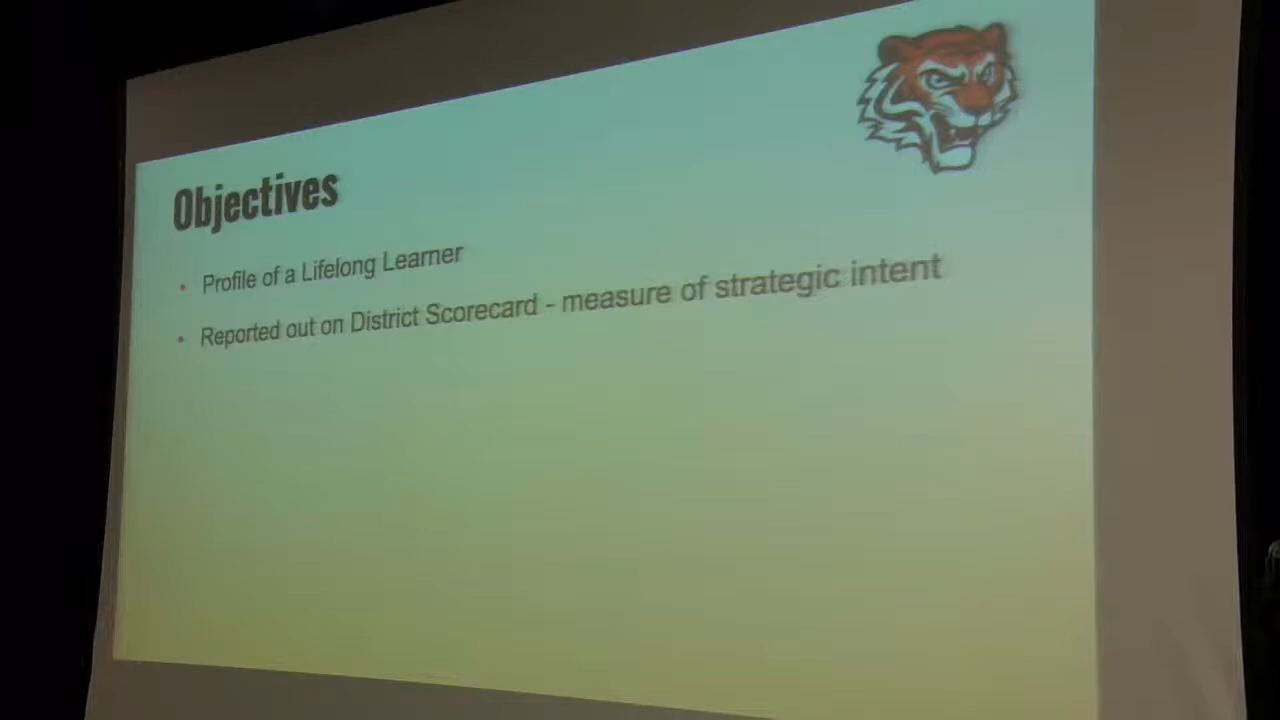 Objectives
• Profile of a Lifelong Learner
• Reported out on District Scorecard - measure of strategic intent